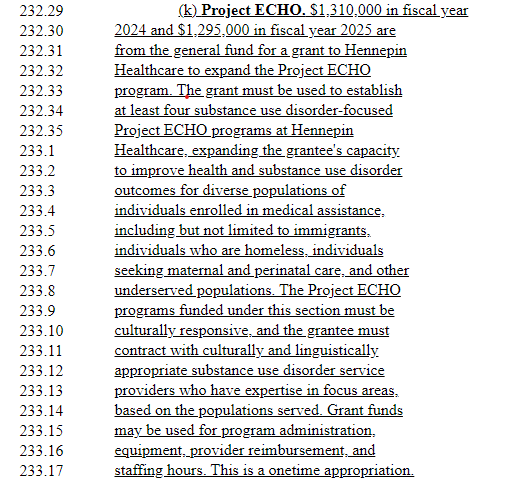 232.29 (k) Project ECHO. $1,310,000 in fiscal year
232.30 2024 and $1,295,000 in fiscal year 2025 are
232.31 from the general fund for a grant to Hennepin
232.32 Healthcare to expand the Project ECHO
232.33 program. The grant must be used to establish
232.34 at least four substance use disorder-focused
232.35 Project ECHO programs at Hennepin
233.1 Healthcare, expanding the grantee's capacity
233.2 to improve health and substance use disorder
233.3 outcomes for diverse populations of
233.4 individuals enrolled in medical assistance,
233.5 including but not limited to immigrants,
233.6 individuals who are homeless, individuals
233.7 seeking maternal and perinatal care, and other
233.8 underserved populations. The Project ECHO
233.9 programs funded under this section must be
233.10 culturally responsive, and the grantee must
233.11 contract with culturally and linguistically
233.12 appropriate substance use disorder service
233.13 providers who have expertise in focus areas,
233.14 based on the populations served. Grant funds
233.15 may be used for program administration,
233.16 equipment, provider reimbursement, and
233.17 staffing hours. This is a onetime appropriation.